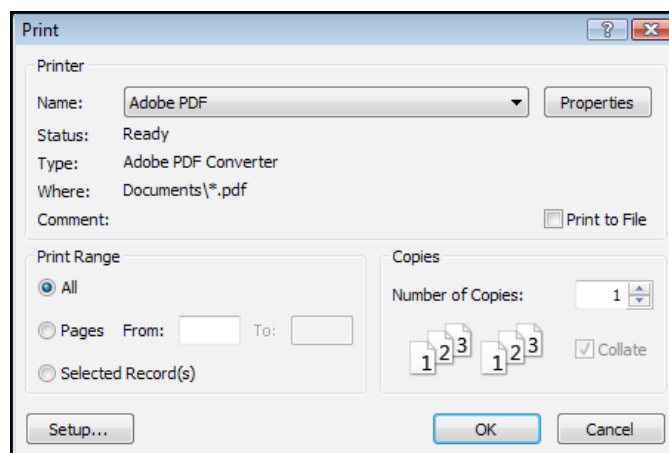 Print
Printer
Name: Adobe PDF Properties
Status: Ready
Type: Adobe PDF Converter
Where: Documents\*.pdf
Comment: Print to File
Print Range
All
Pages From: To:
Selected Record(s)
Copies
Number of Copies: 1
1 2 3 1 2 3 Collate
Setup... OK Cancel